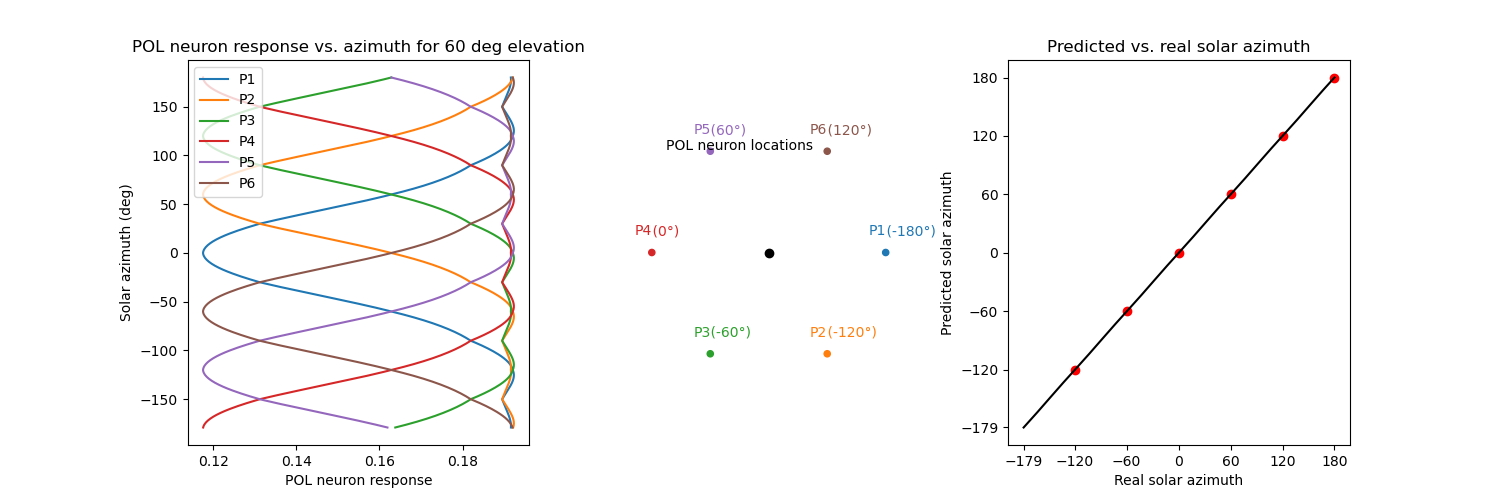 POL neuron response vs. azimuth for 60 deg elevation
P1
P2
P3
P4
P5
P6
150
100
50
0
−50
−100
−150
Solar azimuth (deg)
0.12 0.14 0.16 0.18
POL neuron response
P5(60°) P6(120°)
POL neuron locations
P4(0°) P1(-180°)
P3(-60°) P2(-120°)
Predicted vs. real solar azimuth
180
120
60
0
−60
−120
−179
Predicted solar azimuth
−179 −120 −60 0 60 120 180
Real solar azimuth